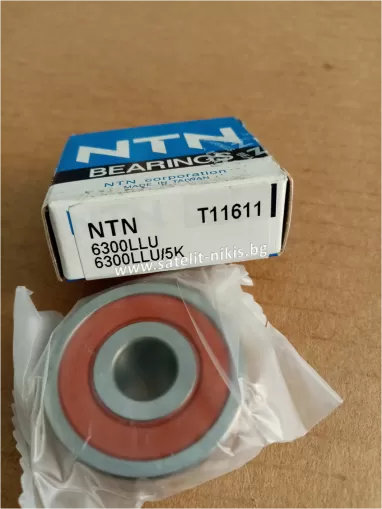 NTN
BEARINGS
NTN corporation
MADE IN TAIWAN
NTN T11611
6300LLU
6300LLU/5K
www.satelit-nikis.bg